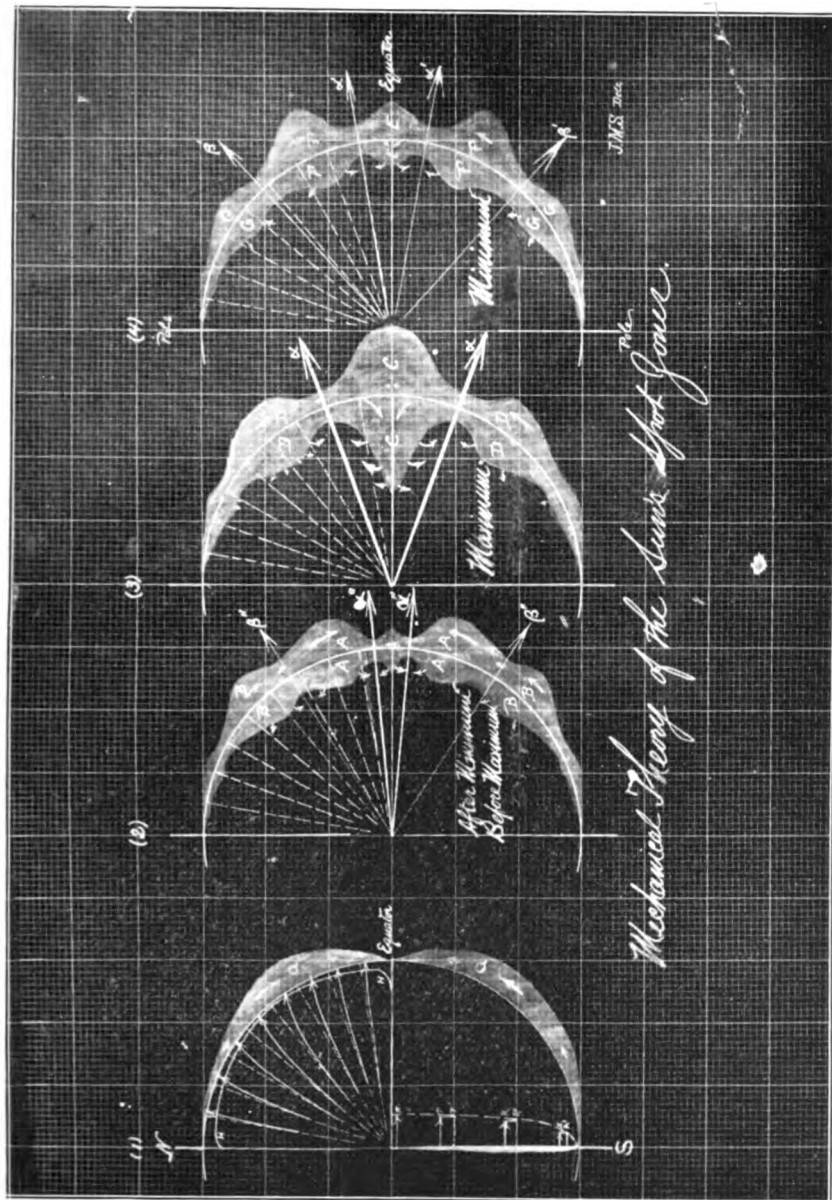 (1)
N
Equator
α
α
H
H
S
(2)
β"
α"
α"
β"
A
A
A
A
B
B
B
B
After Minimum
Before Maximum
(3)
α
α
C
C
D
D
D
D
Maximum
(4)
Pole
β'
α'
Equator
α'
β'
E
F
F
F
G
G
G
G
Minimum
Pole
J.M.S. Delt
Mechanical Theory of the Sun's Spot Zones.